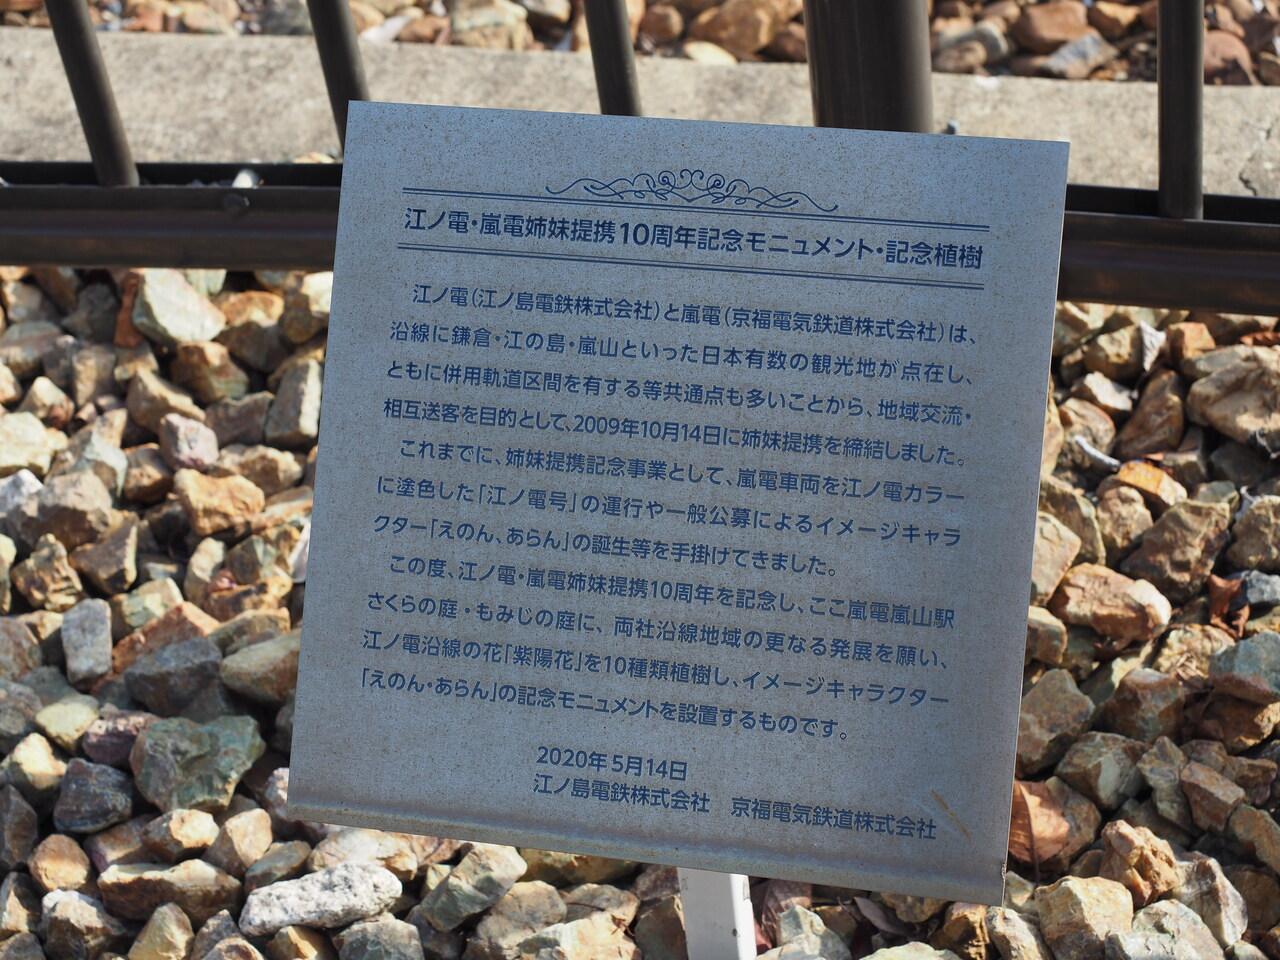 江ノ電・嵐電姉妹提携10周年記念モニュメント・記念植樹
江ノ電(江ノ島電鉄株式会社)と嵐電(京福電気鉄道株式会社)は、
沿線に鎌倉・江の島・嵐山といった日本有数の観光地が点在し、
ともに併用軌道区間を有する等共通点も多いことから、地域交流・
相互送客を目的として、2009年10月14日に姉妹提携を締結しました。
これまでに、姉妹提携記念事業として、嵐電車両を江ノ電カラー
に塗色した「江ノ電号」の運行や一般公募によるイメージキャラ
クター「えのん、あらん」の誕生等を手掛けてきました。
この度、江ノ電・嵐電姉妹提携10周年を記念し、ここ嵐電嵐山駅
さくらの庭・もみじの庭に、両社沿線地域の更なる発展を願い、
江ノ電沿線の花「紫陽花」を10種類植樹し、イメージキャラクター
「えのん・あらん」の記念モニュメントを設置するものです。
2020年5月14日
江ノ島電鉄株式会社　京福電気鉄道株式会社